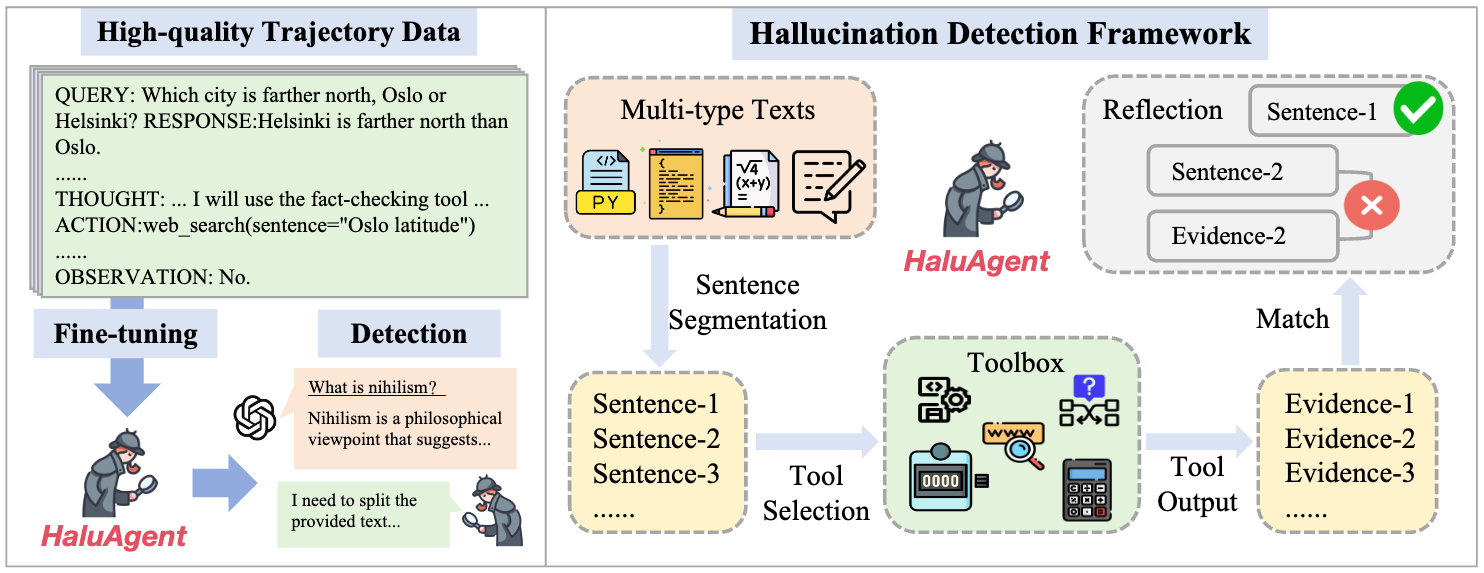 High-quality Trajectory Data
QUERY: Which city is farther north, Oslo or
Helsinki? RESPONSE:Helsinki is farther north than
Oslo.
......
THOUGHT: ... I will use the fact-checking tool ...
ACTION:web_search(sentence="Oslo latitude")
......
OBSERVATION: No.
Fine-tuning
Detection
What is nihilism?
Nihilism is a philosophical
viewpoint that suggests...
I need to split the
provided text...
HaluAgent
Hallucination Detection Framework
Multi-type Texts
</>
PY
{
}
√4
(x+y)
=
HaluAgent
Reflection
Sentence-1
Sentence-2
Evidence-2
Sentence
Segmentation
Match
Sentence-1
Sentence-2
Sentence-3
......
Tool
Selection
Toolbox
<>
?
www
0000
Tool
Output
Evidence-1
Evidence-2
Evidence-3
......